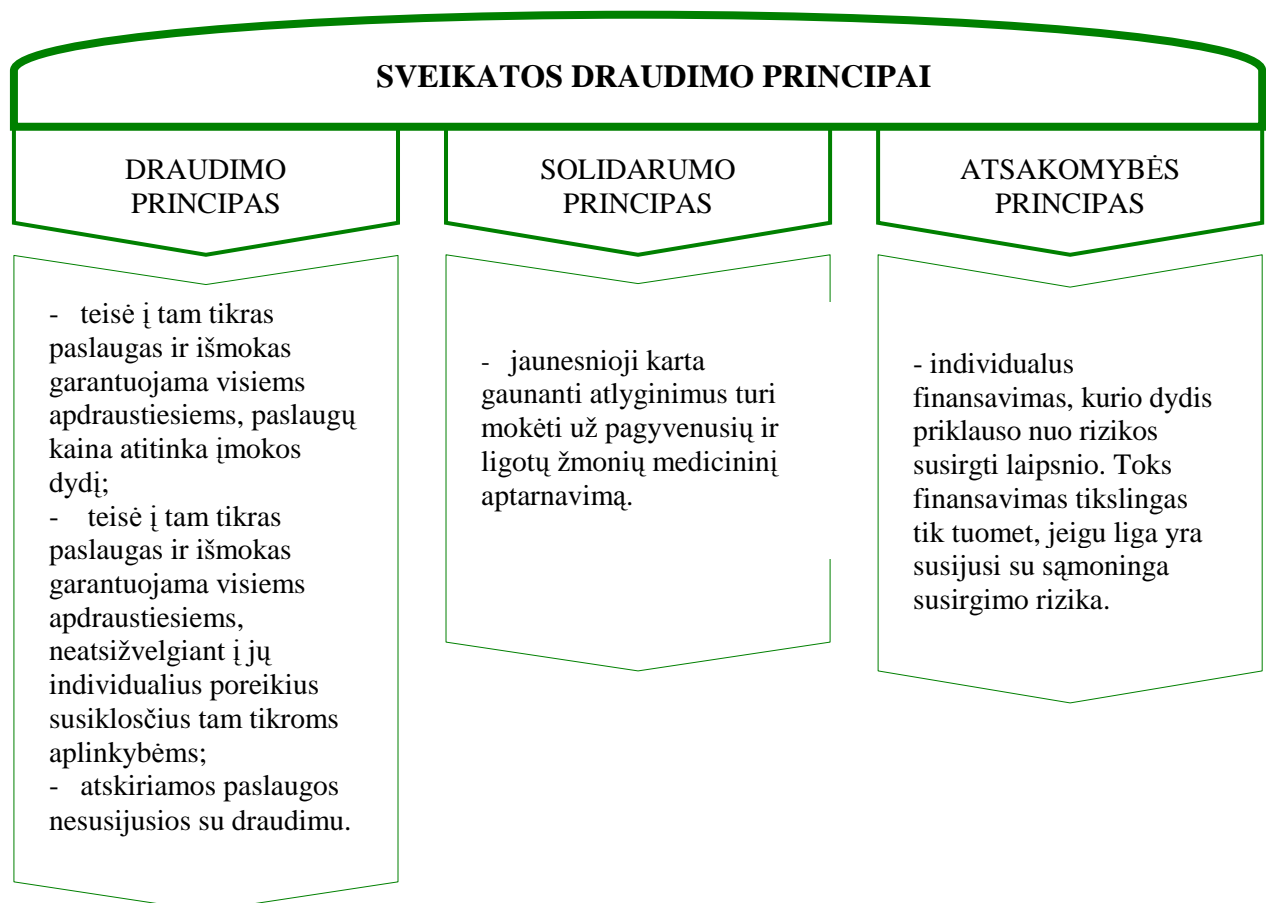 SVEIKATOS DRAUDIMO PRINCIPAI
DRAUDIMO
PRINCIPAS
- teisė į tam tikras
paslaugas ir išmokas
garantuojama visiems
apdraustiesiems, paslaugų
kaina atitinka įmokos
dydį;
- teisė į tam tikras
paslaugas ir išmokas
garantuojama visiems
apdraustiesiems,
neatsižvelgiant į jų
individualius poreikius
susiklosčius tam tikroms
aplinkybėms;
- atskiriamos paslaugos
nesusijusios su draudimu.
SOLIDARUMO
PRINCIPAS
- jaunesnioji karta
gaunanti atlyginimus turi
mokėti už pagyvenusių ir
ligotų žmonių medicininį
aptarnavimą.
ATSAKOMYBĖS
PRINCIPAS
- individualus
finansavimas, kurio dydis
priklauso nuo rizikos
susirgti laipsnio. Toks
finansavimas tikslingas
tik tuomet, jeigu liga yra
susijusi su sąmoninga
susirgimo rizika.